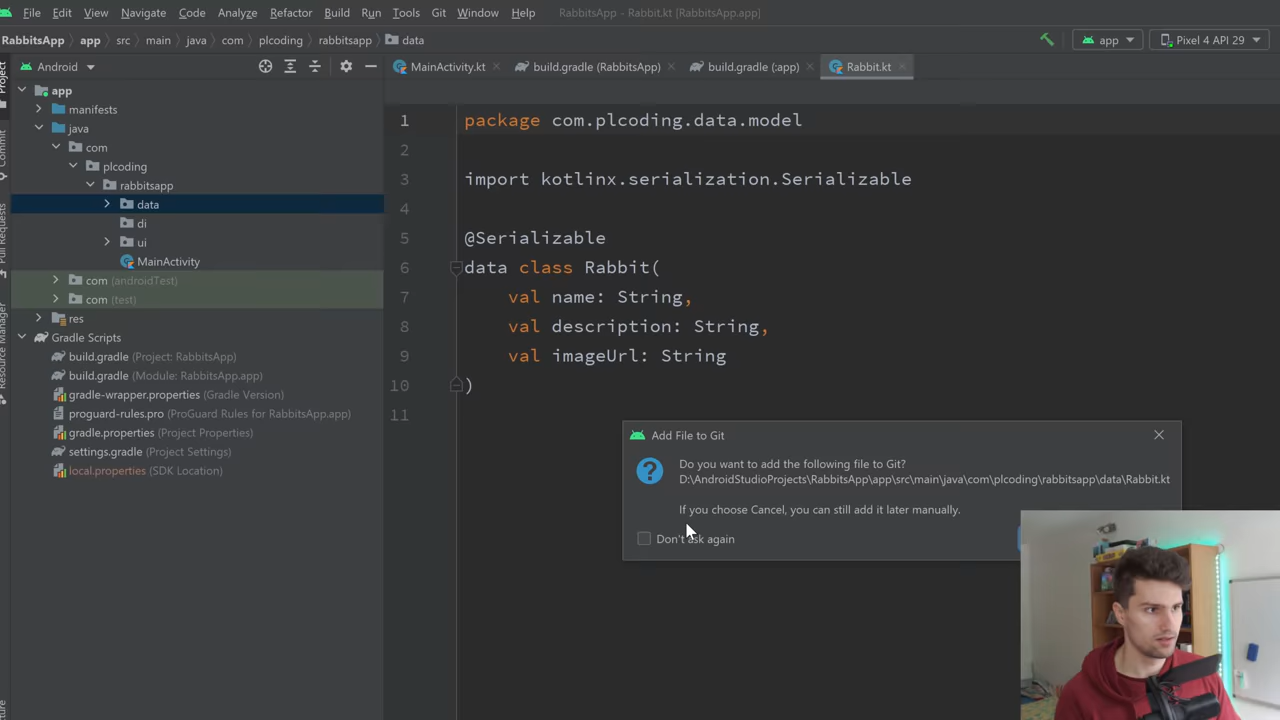 File Edit View Navigate Code Analyze Refactor Build Run Tools Git Window Help RabbitsApp - Rabbit.kt [RabbitsApp.app]
RabbitsApp app src main java com plcoding rabbitsapp data
app Pixel 4 API 29
Project
Commit
Pull Requests
Resource Manager
Android
MainActivity.kt build.gradle (RabbitsApp) build.gradle (:app) Rabbit.kt
app
manifests
java
com
plcoding
rabbitsapp
data
di
ui
MainActivity
com (androidTest)
com (test)
res
Gradle Scripts
build.gradle (Project: RabbitsApp)
build.gradle (Module: RabbitsApp.app)
gradle-wrapper.properties (Gradle Version)
proguard-rules.pro (ProGuard Rules for RabbitsApp.app)
gradle.properties (Project Properties)
settings.gradle (Project Settings)
local.properties (SDK Location)
1 package com.plcoding.data.model
2
3 import kotlinx.serialization.Serializable
4
5 @Serializable
6 data class Rabbit(
7 val name: String,
8 val description: String,
9 val imageUrl: String
10 )
11
Add File to Git
Do you want to add the following file to Git?
D:\AndroidStudioProjects\RabbitsApp\app\src\main\java\com\plcoding\rabbitsapp\data\Rabbit.kt
If you choose Cancel, you can still add it later manually.
Don't ask again